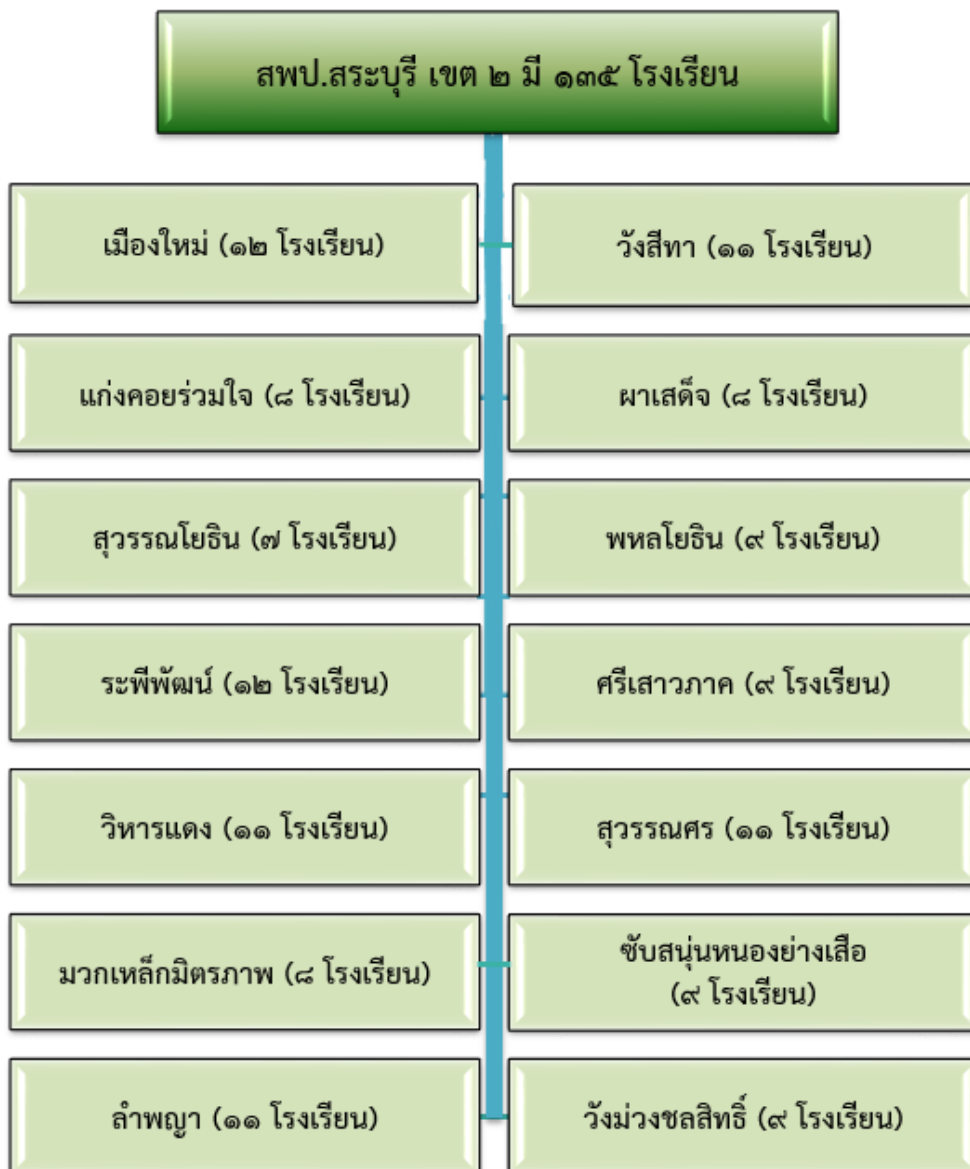 สพป.สระบุรี เขต ๒ มี ๑๓๕ โรงเรียน
เมืองใหม่ (๑๒ โรงเรียน)
วังสีทา (๑๑ โรงเรียน)
แก่งคอยร่วมใจ (๘ โรงเรียน)
ผาเสด็จ (๘ โรงเรียน)
สุวรรณโยธิน (๗ โรงเรียน)
พหลโยธิน (๙ โรงเรียน)
ระพีพัฒน์ (๑๒ โรงเรียน)
ศรีเสาวภาค (๙ โรงเรียน)
วิหารแดง (๑๑ โรงเรียน)
สุวรรณศร (๑๑ โรงเรียน)
มวกเหล็กมิตรภาพ (๘ โรงเรียน)
ซับสนุ่นหนองย่างเสือ
(๙ โรงเรียน)
ลำพญา (๑๑ โรงเรียน)
วังม่วงชลสิทธิ์ (๙ โรงเรียน)